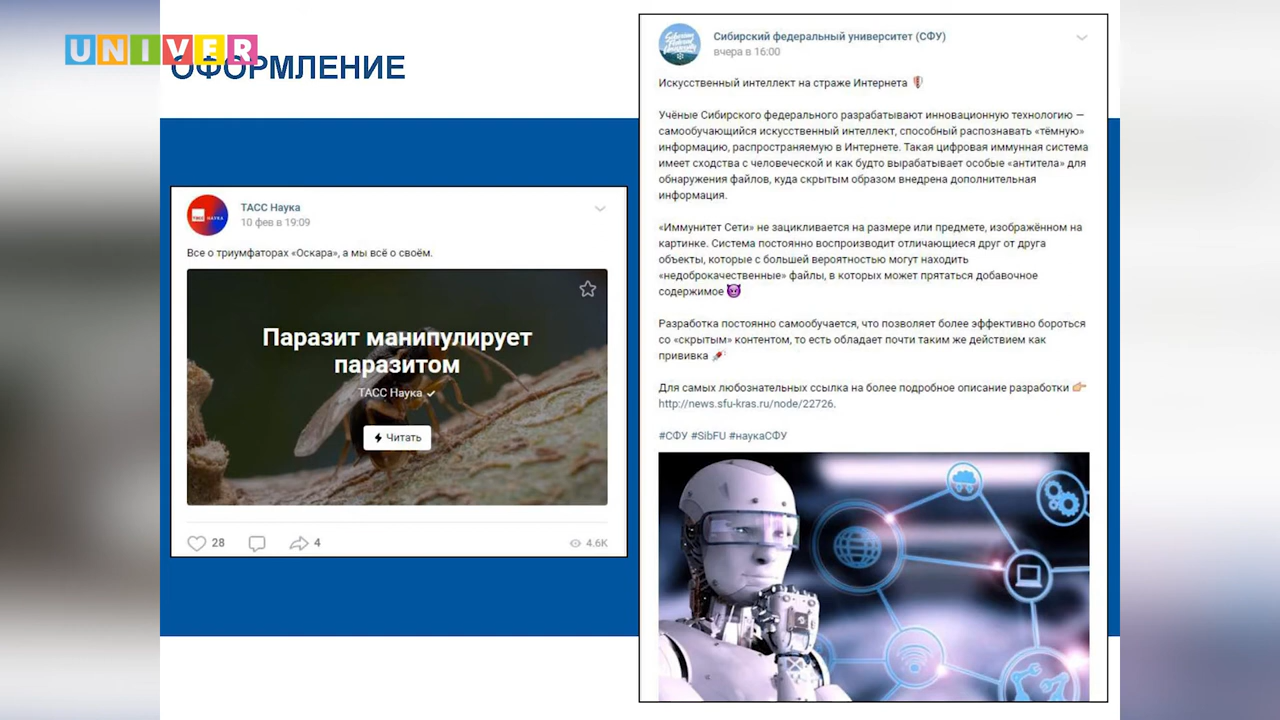 UNIVER
ОФОРМЛЕНИЕ
ТАСС Наука
10 фев в 19:09
Все о триумфаторах «Оскара», а мы всё о своём.
Паразит манипулирует
паразитом
ТАСС Наука
Читать
28
4
4.6K
Сибирский федеральный университет (СФУ)
вчера в 16:00
Искусственный интеллект на страже Интернета
Учёные Сибирского федерального разрабатывают инновационную технологию —
самообучающийся искусственный интеллект, способный распознавать «тёмную»
информацию, распространяемую в Интернете. Такая цифровая иммунная система
имеет сходства с человеческой и как будто вырабатывает особые «антитела» для
обнаружения файлов, куда скрытым образом внедрена дополнительная
информация.
«Иммунитет Сети» не зацикливается на размере или предмете, изображённом на
картинке. Система постоянно воспроизводит отличающиеся друг от друга
объекты, которые с большей вероятностью могут находить
«недоброкачественные» файлы, в которых может прятаться добавочное
содержимое
Разработка постоянно самообучается, что позволяет более эффективно бороться
со «скрытым» контентом, то есть обладает почти таким же действием как
прививка
Для самых любознательных ссылка на более подробное описание разработки
http://news.sfu-kras.ru/node/22726.
#СФУ #SibFU #наукаСФУ